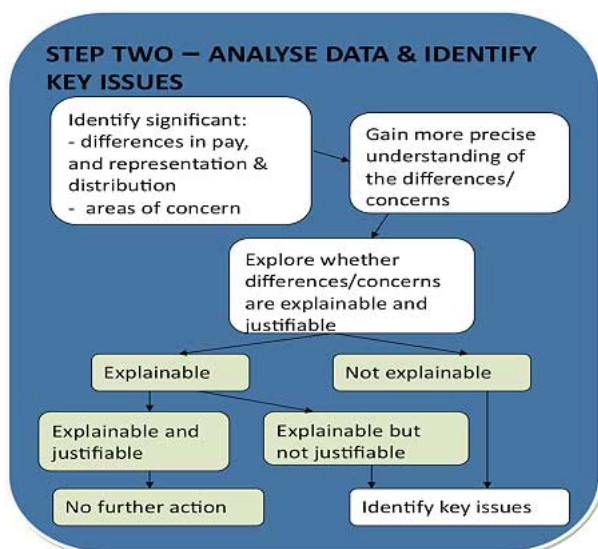 STEP TWO – ANALYSE DATA & IDENTIFY
KEY ISSUES
Identify significant:
- differences in pay,
and representation &
distribution
- areas of concern
Gain more precise
understanding of
the differences/
concerns
Explore whether
differences/concerns
are explainable and
justifiable
Explainable
Not explainable
Explainable and
justifiable
Explainable but
not justifiable
No further action
Identify key issues